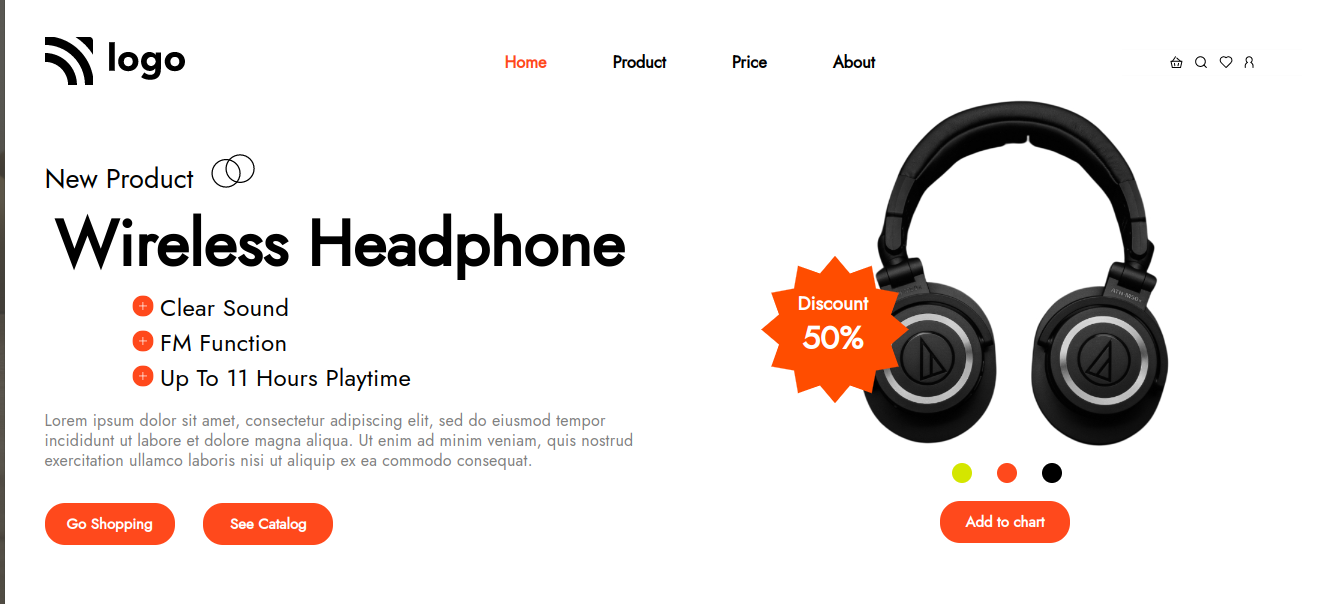 logo
Home Product Price About
New Product
Wireless Headphone
Clear Sound
FM Function
Up To 11 Hours Playtime
Lorem ipsum dolor sit amet, consectetur adipiscing elit, sed do eiusmod tempor
incididunt ut labore et dolore magna aliqua. Ut enim ad minim veniam, quis nostrud
exercitation ullamco laboris nisi ut aliquip ex ea commodo consequat.
Go Shopping
See Catalog
Discount
50%
Add to chart